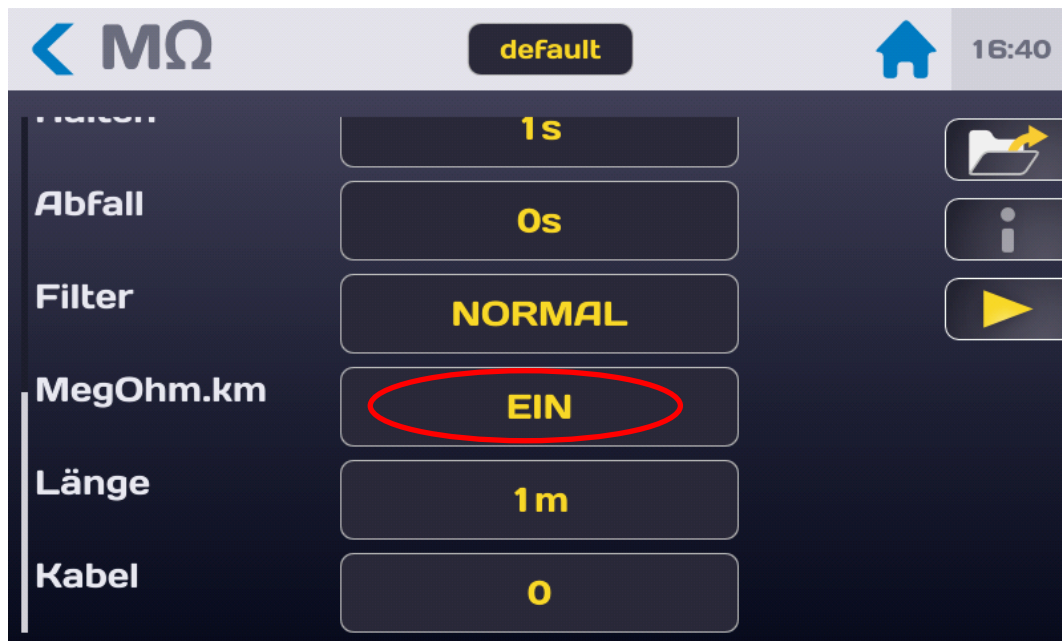 MΩ
default
16:40
1s
Abfall
0s
Filter
NORMAL
MegOhm.km
EIN
Länge
1m
Kabel
0